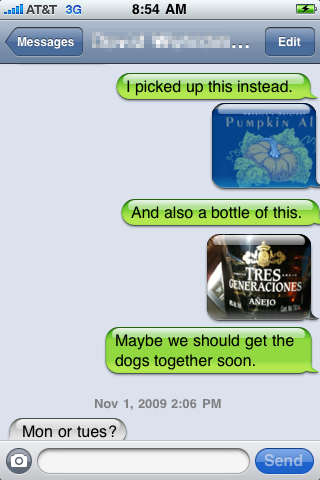 AT&T 3G 8:54 AM
Messages
Edit
I picked up this instead.
Pumpkin Al
And also a bottle of this.
TRES
GENERACIONES
AÑEJO
Maybe we should get the
dogs together soon.
Nov 1, 2009 2:06 PM
Mon or tues?
Send